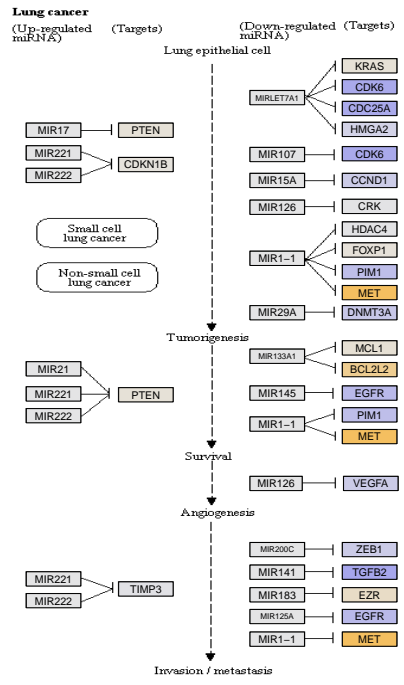 Lung cancer
(Up-regulated miRNA)
(Targets)
(Down-regulated miRNA)
(Targets)
Lung epithelial cell
MIRLET7A1
KRAS
CDK6
CDC25A
HMGA2
MIR17
PTEN
MIR221
MIR222
CDKN1B
MIR107
CDK6
MIR15A
CCND1
MIR126
CRK
Small cell
lung cancer
Non-small cell
lung cancer
MIR1-1
HDAC4
FOXP1
PIM1
MET
MIR29A
DNMT3A
Tumorigenesis
MIR21
MIR221
MIR222
PTEN
MIR133A1
MCL1
BCL2L2
MIR145
EGFR
MIR1-1
PIM1
MET
Survival
MIR126
VEGFA
Angiogenesis
MIR221
MIR222
TIMP3
MIR200C
ZEB1
MIR141
TGFB2
MIR183
EZR
MIR125A
EGFR
MIR1-1
MET
Invasion / metastasis